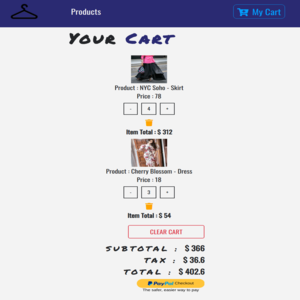 Products
My Cart
Your Cart
Product : NYC Soho - Skirt
Price : 78
- 4 +
Item Total : $ 312
Product : Cherry Blossom - Dress
Price : 18
- 3 +
Item Total : $ 54
CLEAR CART
SUBTOTAL : $ 366
TAX : $ 36.6
TOTAL : $ 402.6
PayPal Checkout
The safer, easier way to pay